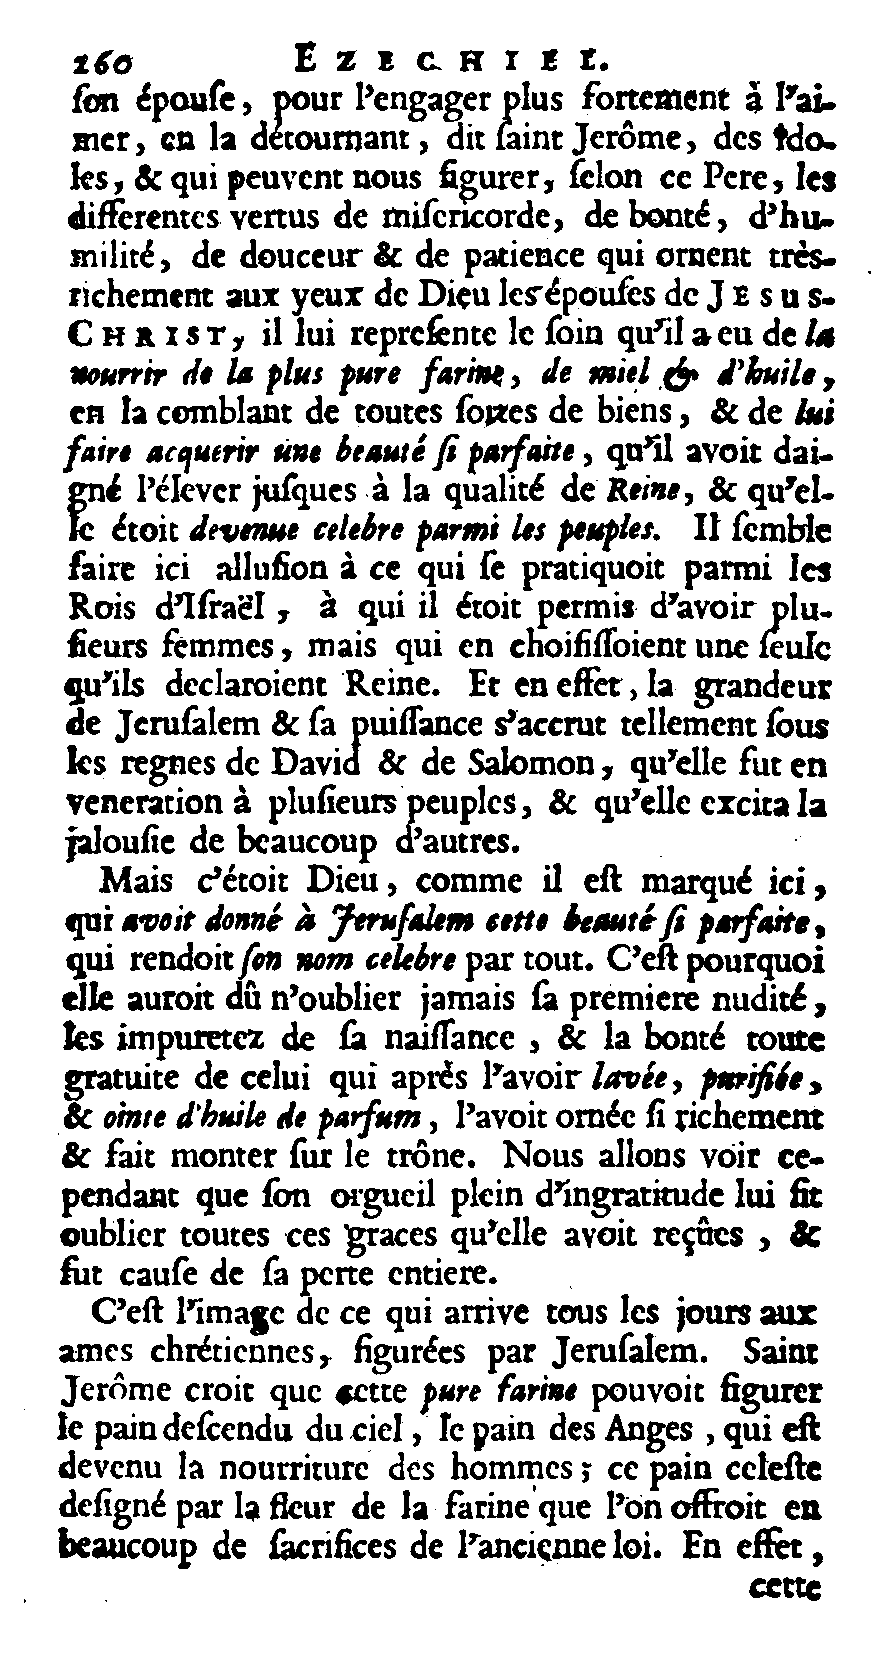 260 EZECHIEL.
ſon épouſe, pour l'engager plus fortement à l'ai-
mer, en la détournant, dit ſaint Jerôme, des ido-
les, & qui peuvent nous figurer, ſelon ce Pere, les
differentes vertus de miſericorde, de bonté, d'hu-
milité, de douceur & de patience qui ornent très-
richement aux yeux de Dieu les épouſes de JESUS-
CHRIST, il lui repreſente le ſoin qu'il a eu de la
nourrir de la plus pure farine, de miel & d'huile,
en la comblant de toutes ſortes de biens, & de lui
faire acquerir une beauté ſi parfaite, qu'il avoit dai-
gné l'élever juſques à la qualité de Reine, & qu'el-
le étoit devenue celebre parmi les peuples. Il ſemble
faire ici alluſion à ce qui ſe pratiquoit parmi les
Rois d'Iſraël, à qui il étoit permis d'avoir plu-
ſieurs femmes, mais qui en choiſiſſoient une ſeule
qu'ils declaroient Reine. Et en effet, la grandeur
de Jeruſalem & ſa puiſſance s'accrut tellement ſous
les regnes de David & de Salomon, qu'elle fut en
veneration à pluſieurs peuples, & qu'elle excita la
jalouſie de beaucoup d'autres.
Mais c'étoit Dieu, comme il eſt marqué ici,
qui avoit donné à Jeruſalem cette beauté ſi parfaite,
qui rendoit ſon nom celebre par tout. C'eſt pourquoi
elle auroit dû n'oublier jamais ſa premiere nudité,
les impuretez de ſa naiſſance, & la bonté toute
gratuite de celui qui après l'avoir lavée, purifiée,
& ointe d'huile de parfum, l'avoit ornée ſi richement
& fait monter ſur le trône. Nous allons voir ce-
pendant que ſon orgueil plein d'ingratitude lui fit
oublier toutes ces graces qu'elle avoit reçûes, &
fut cauſe de ſa perte entiere.
C'eſt l'image de ce qui arrive tous les jours aux
ames chrétiennes, figurées par Jeruſalem. Saint
Jerôme croit que cette pure farine pouvoit figurer
le pain deſcendu du ciel, le pain des Anges, qui eſt
devenu la nourriture des hommes; ce pain celeſte
deſigné par la fleur de la farine que l'on offroit en
beaucoup de ſacrifices de l'ancienne loi. En effet,
cette